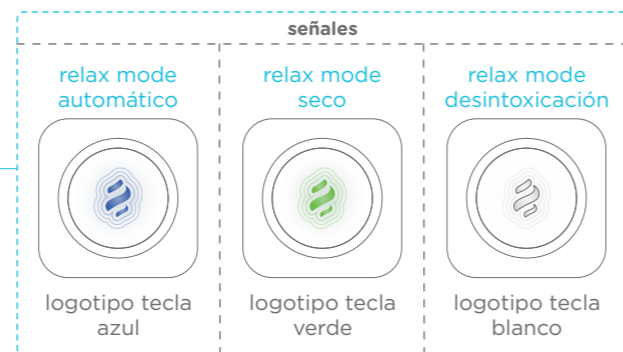 señales
relax mode
automático
relax mode
seco
relax mode
desintoxicación
logotipo tecla
azul
logotipo tecla
verde
logotipo tecla
blanco